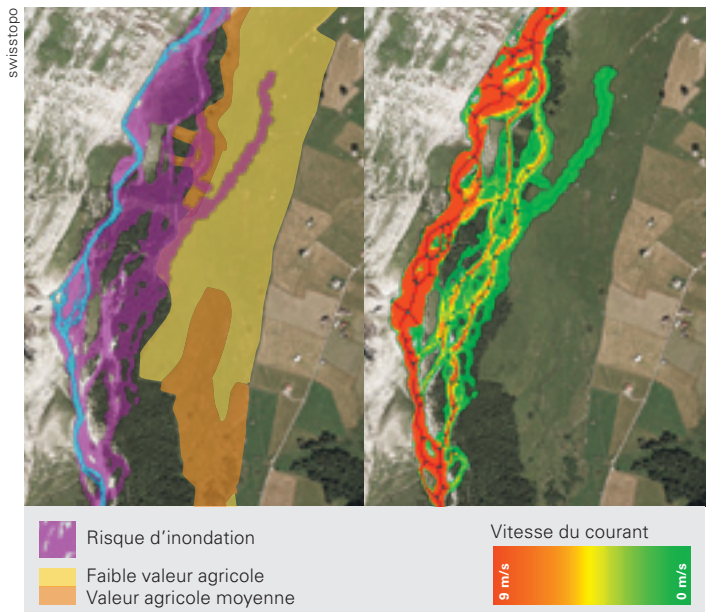 swisstopo
Risque d'inondation
Faible valeur agricole
Valeur agricole moyenne
Vitesse du courant
9 m/s
0 m/s